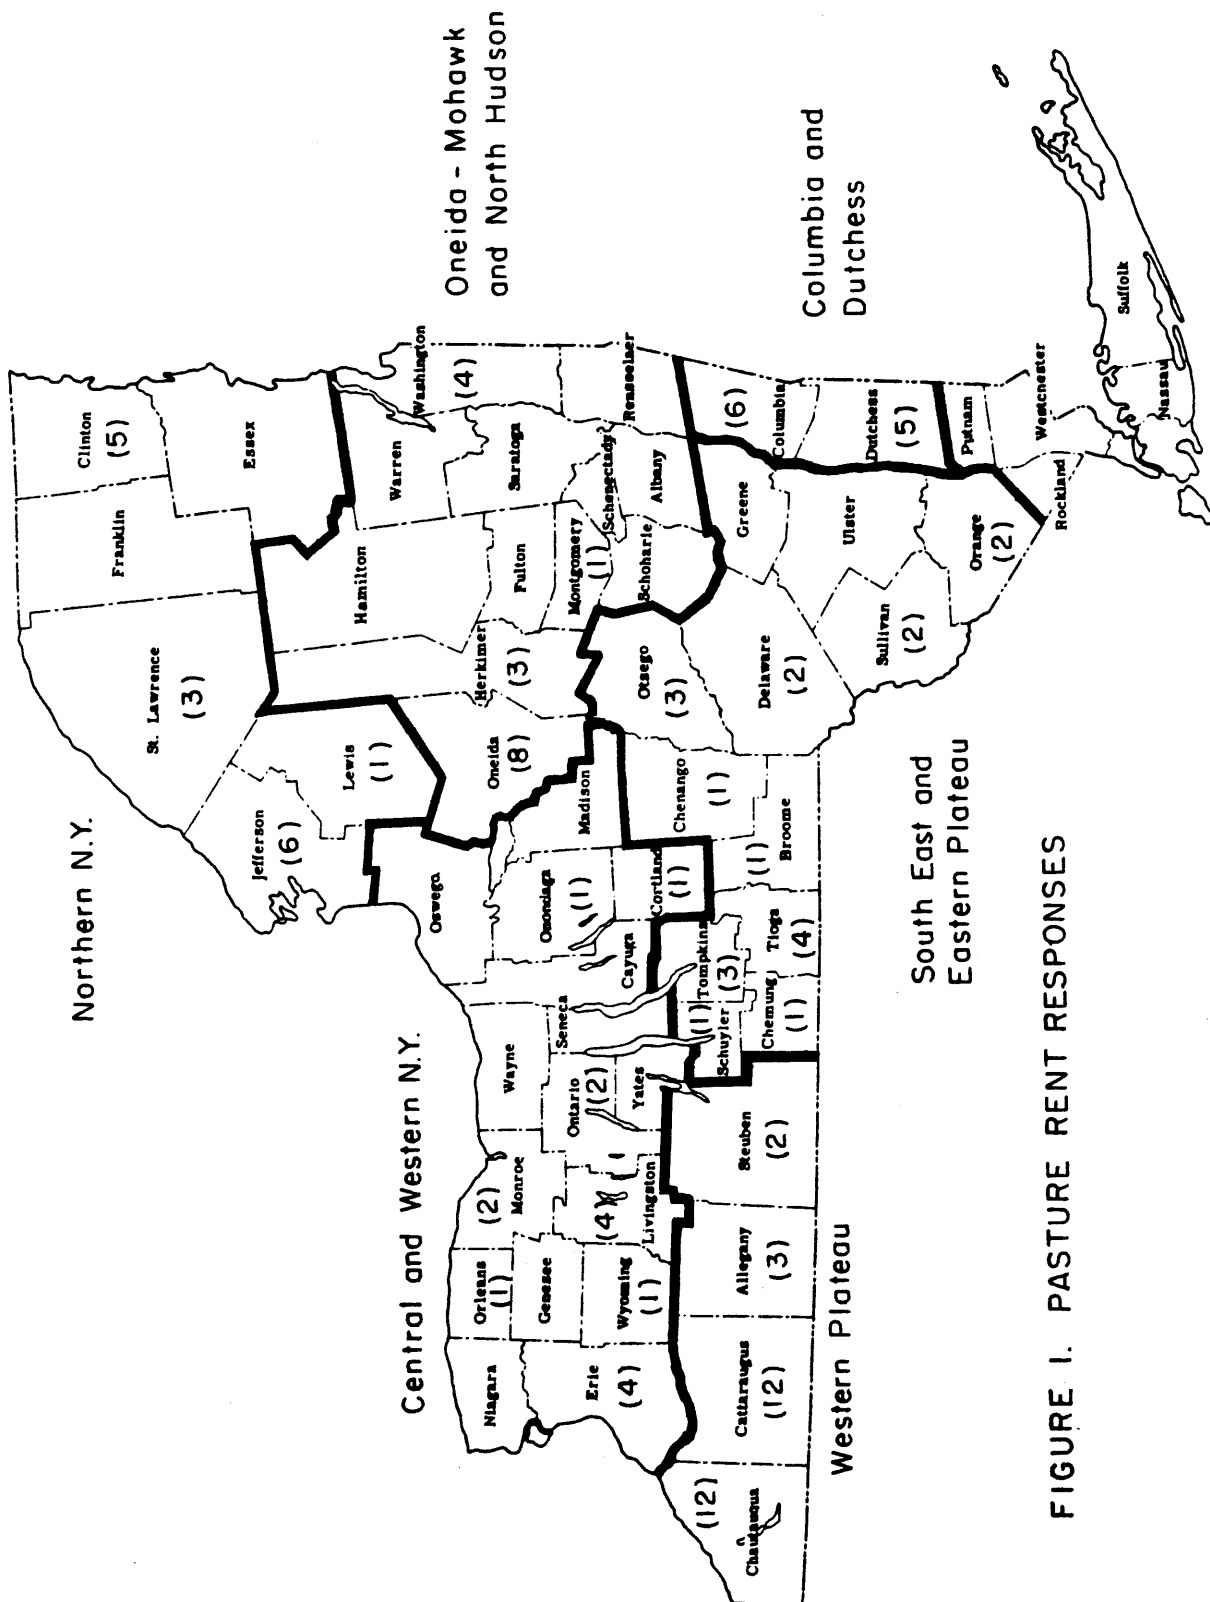 Northern N.Y.
Clinton
(5)
Franklin
Essex
St. Lawrence
(3)
Jefferson
(6)
Lewis
(1)
Oneida - Mohawk
and North Hudson
Washington
(4)
Warren
Hamilton
Saratoga
Fulton
Herkimer
(3)
Oneida
(8)
Montgomery
(1)
Schenectady
Rensselaer
Albany
Schoharie
Central and Western N.Y.
Oswego
Madison
Onondaga
(1)
Cortland
(1)
Cayuga
Seneca
Wayne
Ontario
(2)
Yates
Monroe
(2)
Livingston
(4)
Orleans
(1)
Genesee
Wyoming
(1)
Niagara
Erie
(4)
Columbia and
Dutchess
(6)
Columbia
Dutchess
(5)
South East and
Eastern Plateau
Otsego
(3)
Chenango
(1)
Broome
(1)
Tioga
(4)
Tompkins
(3)
Schuyler
(1)
Chemung
(1)
Delaware
(2)
Greene
Ulster
Sullivan
(2)
Orange
(2)
Putnam
Westchester
Rockland
Nassau
Suffolk
Western Plateau
Steuben
(2)
Allegany
(3)
Cattaraugus
(12)
(12)
Chautauqua
FIGURE 1. PASTURE RENT RESPONSES